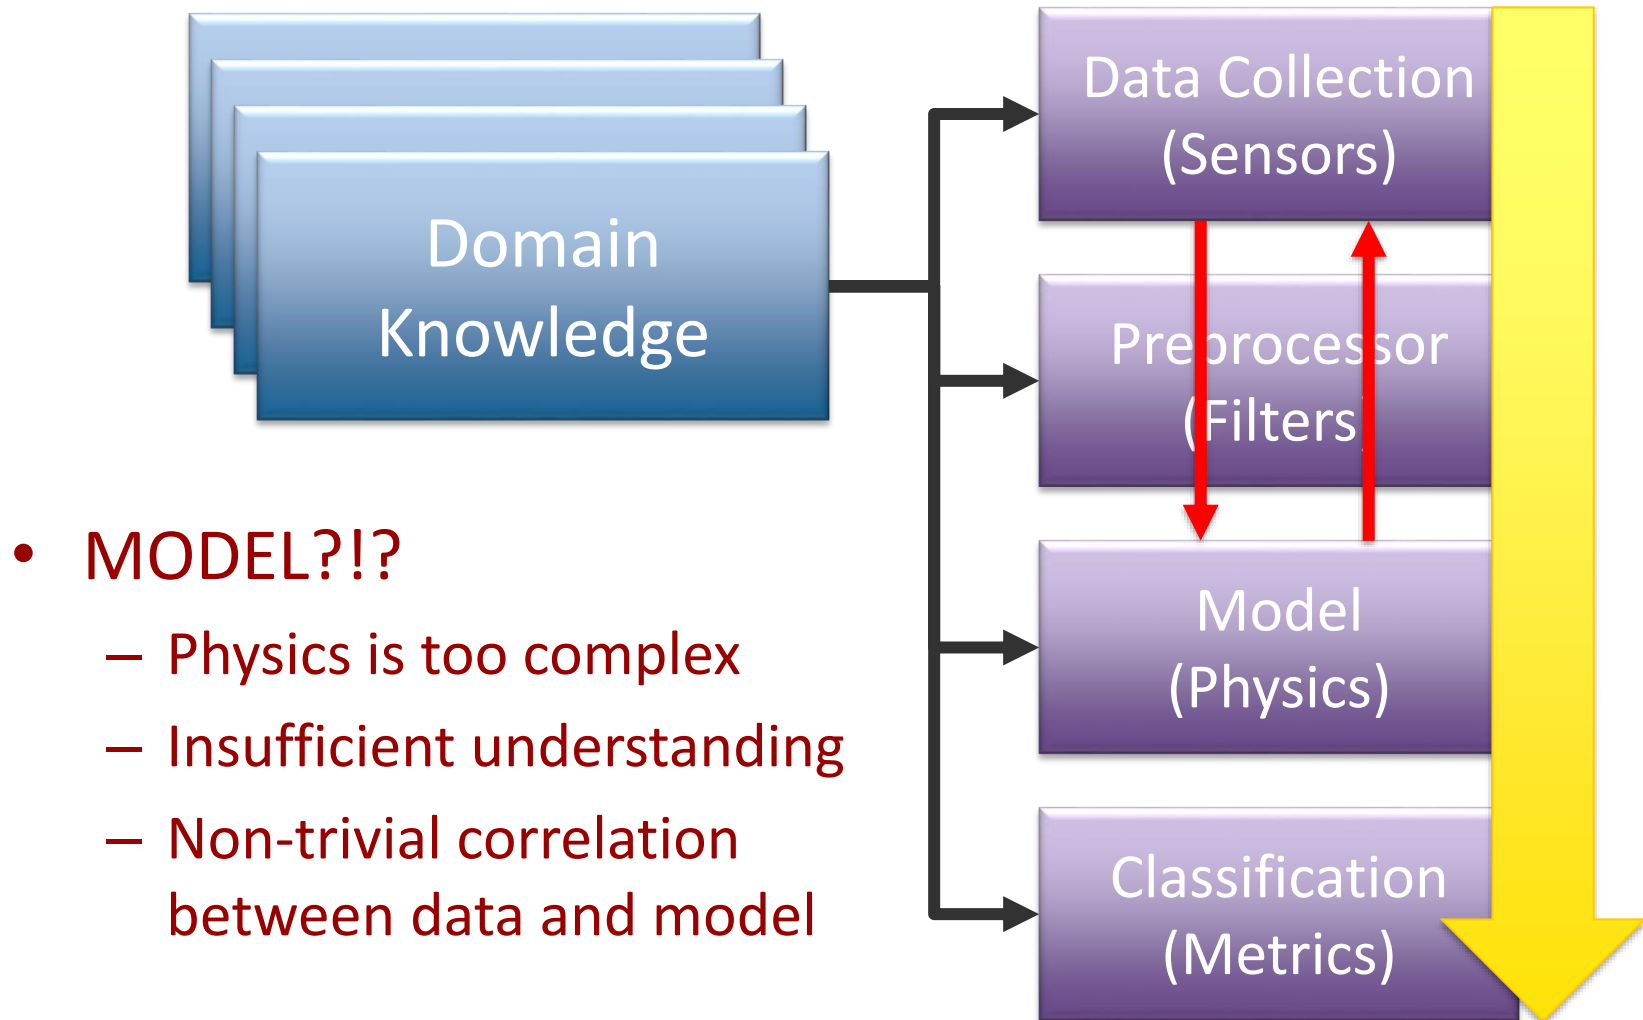 Domain
Knowledge
Data Collection
(Sensors)
Preprocessor
(Filters)
Model
(Physics)
Classification
(Metrics)
• MODEL?!?
– Physics is too complex
– Insufficient understanding
– Non-trivial correlation
between data and model